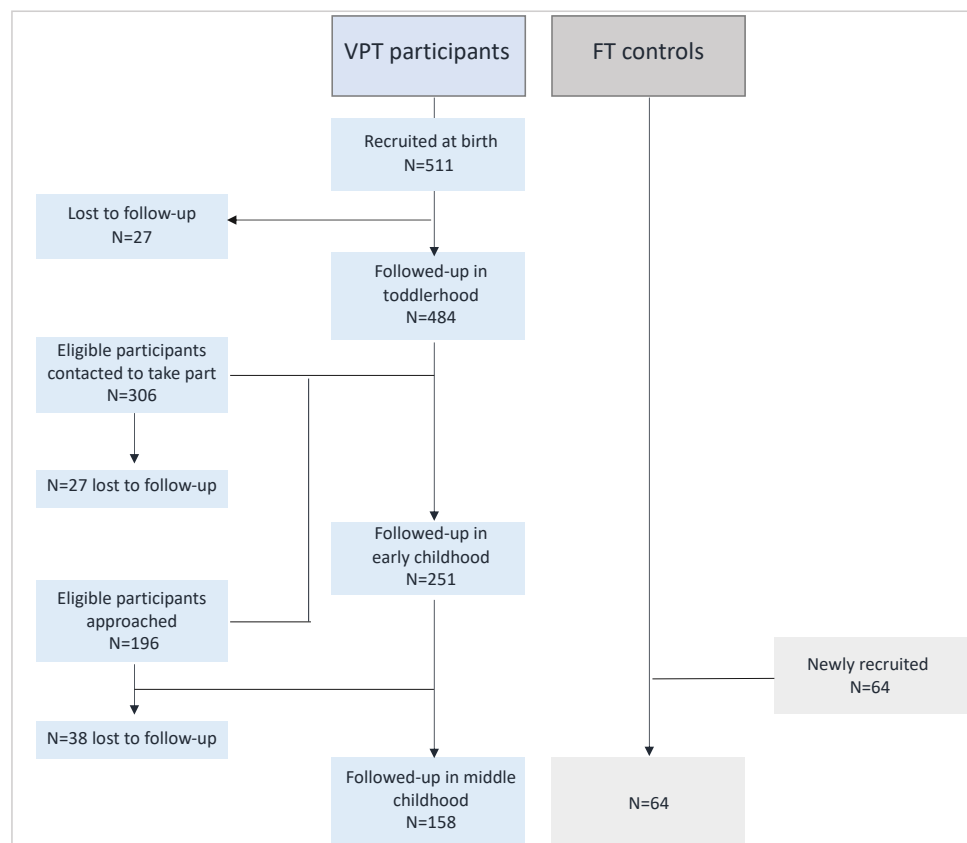 VPT participants
FT controls
Recruited at birth
N=511
Lost to follow-up
N=27
Followed-up in
toddlerhood
N=484
Eligible participants
contacted to take part
N=306
N=27 lost to follow-up
Followed-up in
early childhood
N=251
Eligible participants
approached
N=196
Newly recruited
N=64
N=38 lost to follow-up
Followed-up in middle
childhood
N=158
N=64